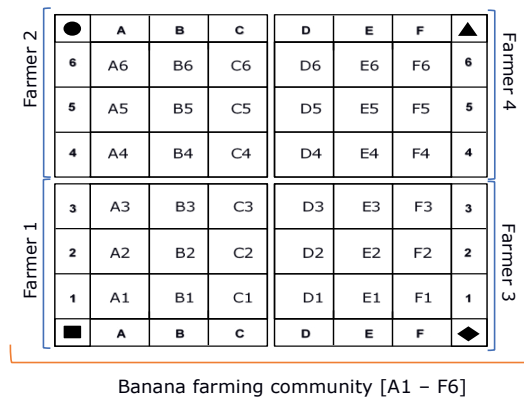 Farmer 2
Farmer 4
A B C D E F
6 A6 B6 C6 D6 E6 F6 6
5 A5 B5 C5 D5 E5 F5 5
4 A4 B4 C4 D4 E4 F4 4
Farmer 1
Farmer 3
3 A3 B3 C3 D3 E3 F3 3
2 A2 B2 C2 D2 E2 F2 2
1 A1 B1 C1 D1 E1 F1 1
A B C D E F
Banana farming community [A1 – F6]